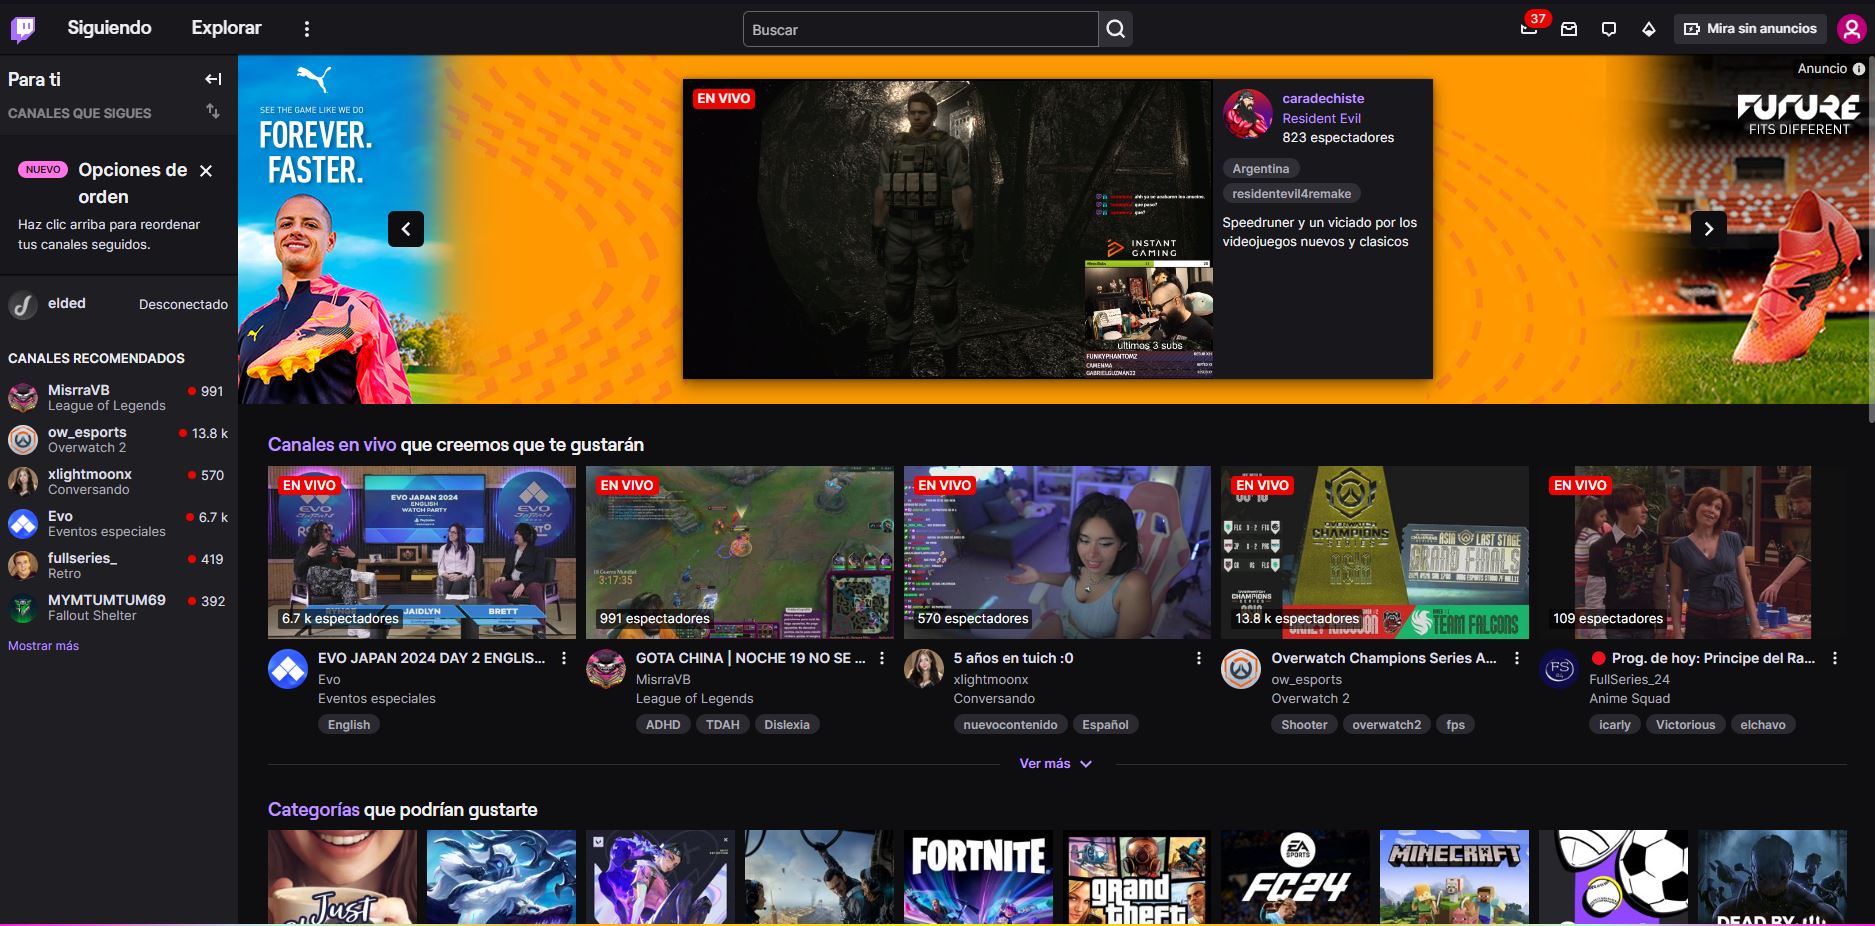 Siguiendo
Explorar
Buscar
37
Mira sin anuncios
Para ti
CANALES QUE SIGUES
NUEVO
Opciones de
orden
Haz clic arriba para reordenar
tus canales seguidos.
elded
Desconectado
CANALES RECOMENDADOS
MisrraVB
991
League of Legends
ow_esports
13.8 k
Overwatch 2
xlightmoonx
570
Conversando
Evo
6.7 k
Eventos especiales
fullseries_
419
Retro
MYMTUMTUM69
392
Fallout Shelter
Mostrar más
SEE THE GAME LIKE WE DO
FOREVER.
FASTER.
EN VIVO
INSTANT
GAMING
ultimos 3 subs
FUNKYPHANTOMZ
CAMENMA
GABRIELGUZMAN22
caradechiste
Resident Evil
823 espectadores
Argentina
residentevil4remake
Speedruner y un viciado por los
videojuegos nuevos y clasicos
Anuncio
FUTURE
FITS DIFFERENT
Canales en vivo que creemos que te gustarán
EN VIVO
EVO JAPAN 2024
ENGLISH
WATCH PARTY
JAIDLYN
BRETT
6.7 k espectadores
EVO JAPAN 2024 DAY 2 ENGLIS...
Evo
Eventos especiales
English
EN VIVO
3:17:35
991 espectadores
GOTA CHINA | NOCHE 19 NO SE ...
MisrraVB
League of Legends
ADHD
TDAH
Dislexia
EN VIVO
570 espectadores
5 años en tuich :0
xlightmoonx
Conversando
nuevocontenido
Español
EN VIVO
OVERWATCH
CHAMPIONS
SERIES
ASIA
ASIA LAST STAGE
GRAND FINALS
TEAM FALCONS
13.8 k espectadores
Overwatch Champions Series A...
ow_esports
Overwatch 2
Shooter
overwatch2
fps
EN VIVO
109 espectadores
Prog. de hoy: Principe del Ra...
FullSeries_24
Anime Squad
icarly
Victorious
elchavo
Ver más
Categorías que podrían gustarte
Just
FORTNITE
grand
theft
EA
SPORTS
FC24
MINECRAFT
DEAD BY